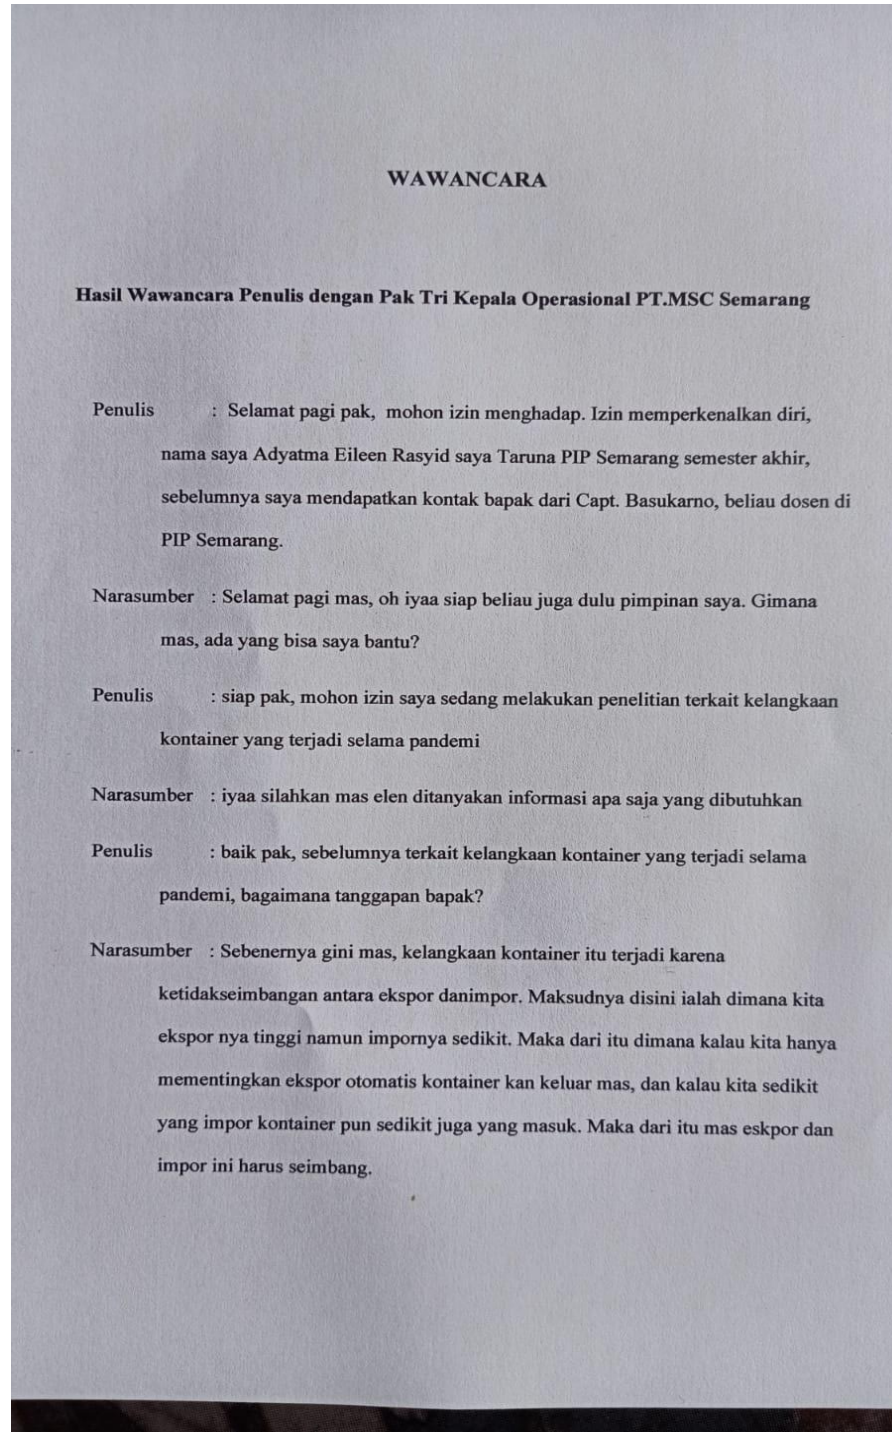 WAWANCARA
Hasil Wawancara Penulis dengan Pak Tri Kepala Operasional PT.MSC Semarang
Penulis : Selamat pagi pak, mohon izin menghadap. Izin memperkenalkan diri,
nama saya Adyatma Eileen Rasyid saya Taruna PIP Semarang semester akhir,
sebelumnya saya mendapatkan kontak bapak dari Capt. Basukarno, beliau dosen di
PIP Semarang.
Narasumber : Selamat pagi mas, oh iyaa siap beliau juga dulu pimpinan saya. Gimana
mas, ada yang bisa saya bantu?
Penulis : siap pak, mohon izin saya sedang melakukan penelitian terkait kelangkaan
kontainer yang terjadi selama pandemi
Narasumber : iyaa silahkan mas elen ditanyakan informasi apa saja yang dibutuhkan
Penulis : baik pak, sebelumnya terkait kelangkaan kontainer yang terjadi selama
pandemi, bagaimana tanggapan bapak?
Narasumber : Sebenernya gini mas, kelangkaan kontainer itu terjadi karena
ketidakseimbangan antara ekspor danimpor. Maksudnya disini ialah dimana kita
ekspor nya tinggi namun impornya sedikit. Maka dari itu dimana kalau kita hanya
mementingkan ekspor otomatis kontainer kan keluar mas, dan kalau kita sedikit
yang impor kontainer pun sedikit juga yang masuk. Maka dari itu mas eskpor dan
impor ini harus seimbang.